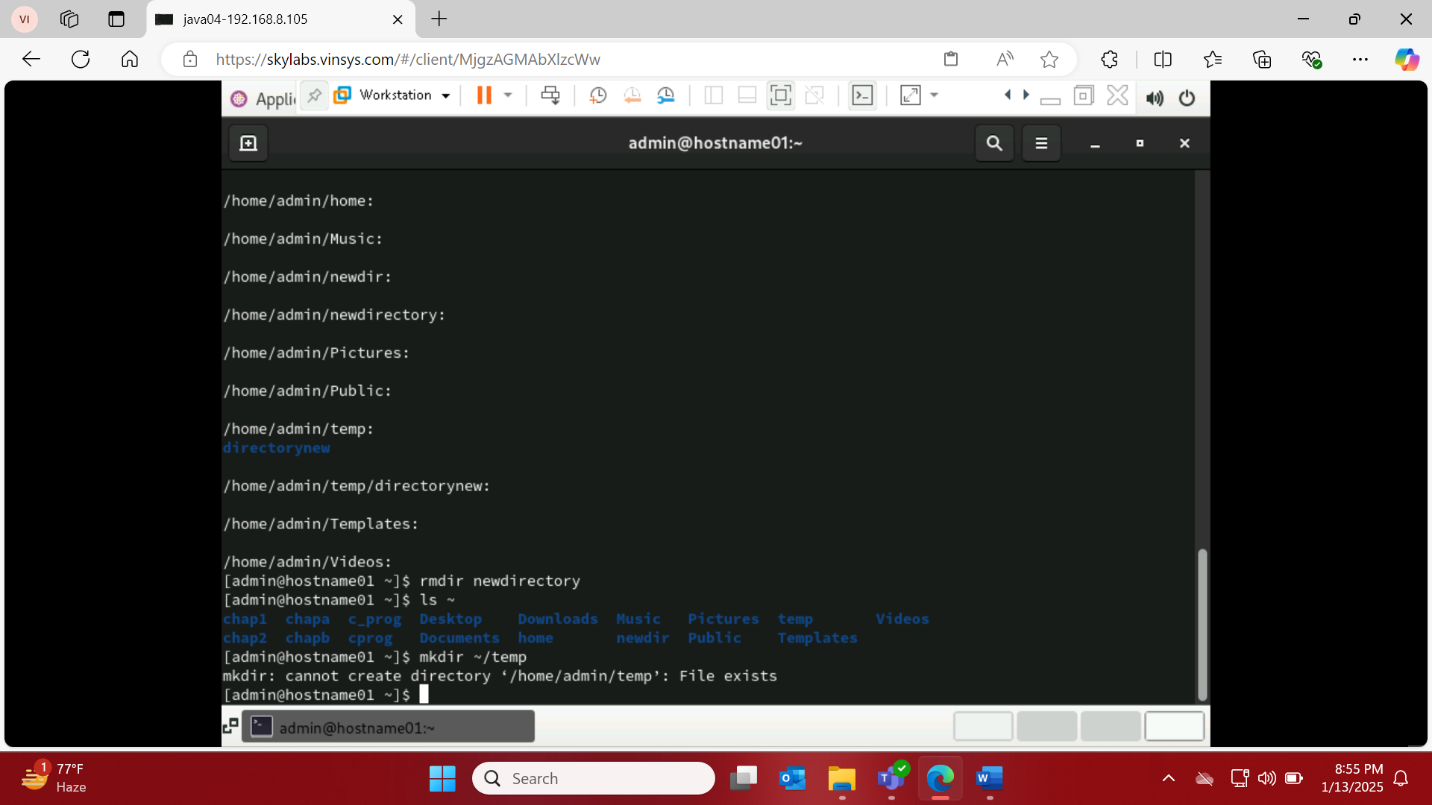 VI
java04-192.168.8.105
https://skylabs.vinsys.com/#/client/MjgzAGMAbXlzcWw
Appli
Workstation
admin@hostname01:~
/home/admin/home:
/home/admin/Music:
/home/admin/newdir:
/home/admin/newdirectory:
/home/admin/Pictures:
/home/admin/Public:
/home/admin/temp:
directorynew
/home/admin/temp/directorynew:
/home/admin/Templates:
/home/admin/Videos:
[admin@hostname01 ~]$ rmdir newdirectory
[admin@hostname01 ~]$ ls ~
chap1 chapa c_prog Desktop Downloads Music Pictures temp Videos
chap2 chapb cprog Documents home newdir Public Templates
[admin@hostname01 ~]$ mkdir ~/temp
mkdir: cannot create directory ‘/home/admin/temp’: File exists
[admin@hostname01 ~]$
admin@hostname01:~
1
77°F
Haze
Search
8:55 PM
1/13/2025